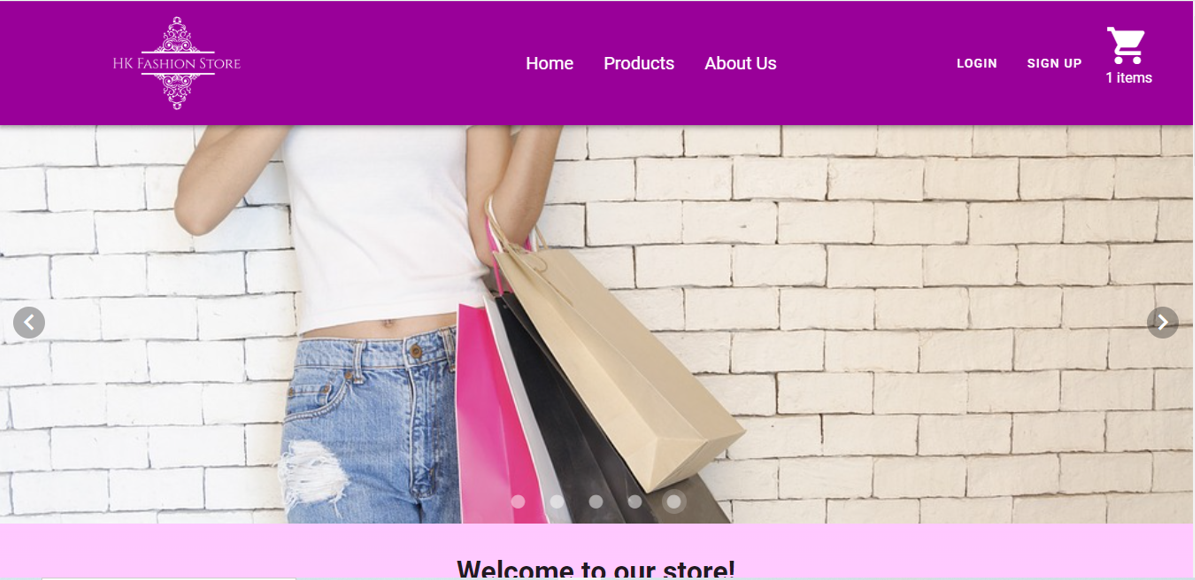 HK Fashion Store
Home Products About Us
LOGIN SIGN UP
1 items
Welcome to our store!